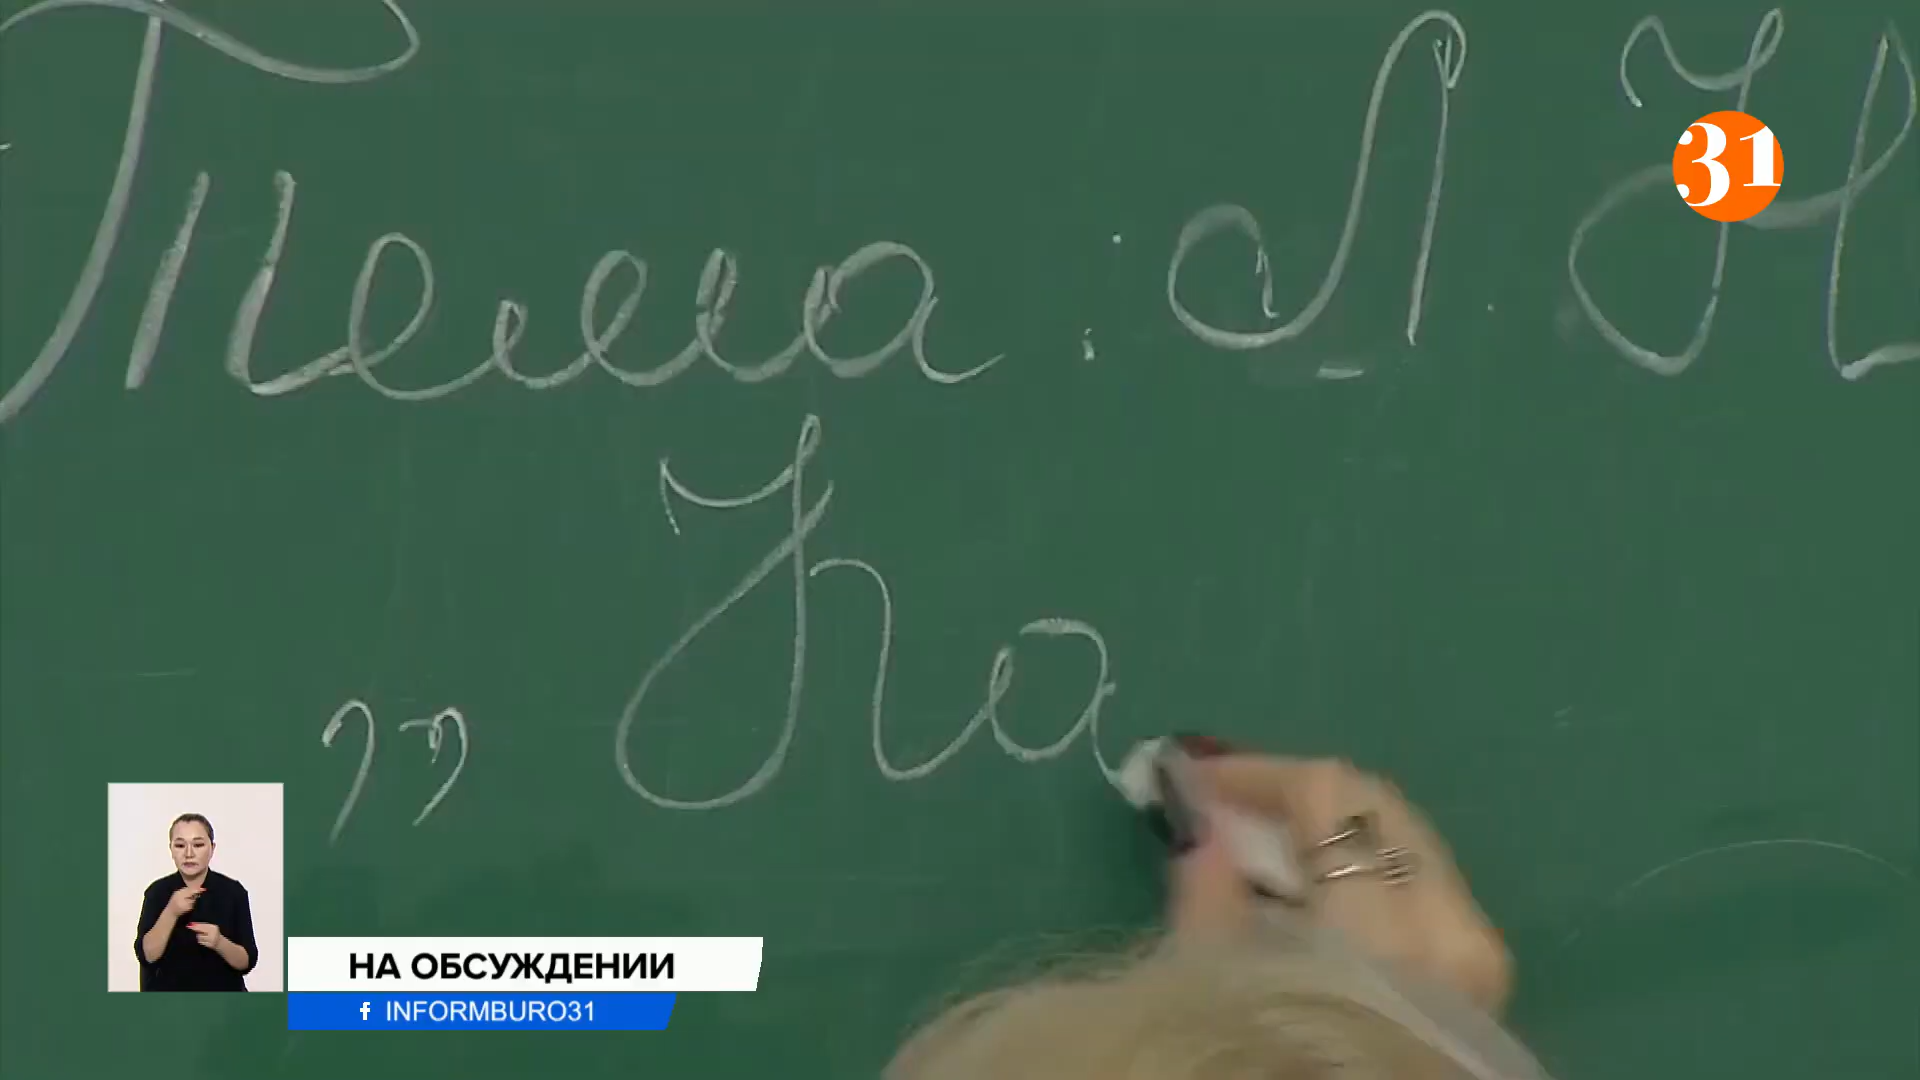 Тема: Л. Н
31
„ Ка
НА ОБСУЖДЕНИИ
f INFORMBURO31